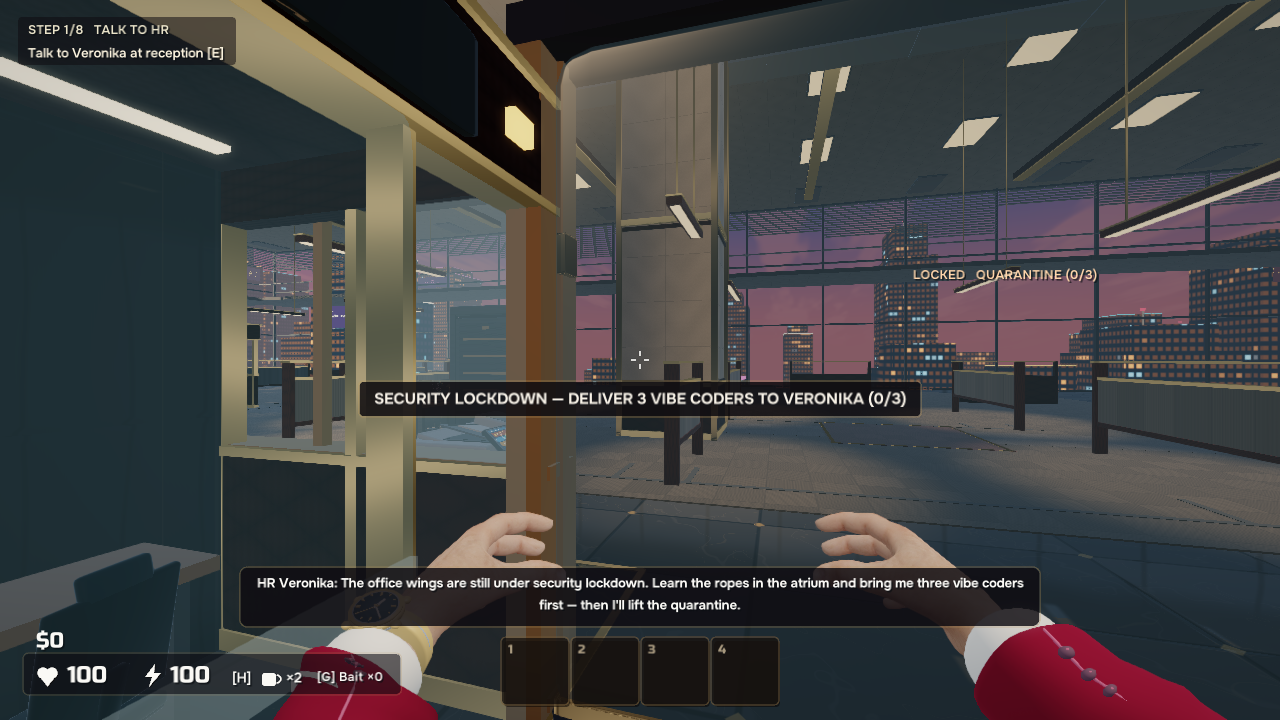 STEP 1/8 TALK TO HR
Talk to Veronika at reception [E]
LOCKED QUARANTINE (0/3)
SECURITY LOCKDOWN — DELIVER 3 VIBE CODERS TO VERONIKA (0/3)
HR Veronika: The office wings are still under security lockdown. Learn the ropes in the atrium and bring me three vibe coders
first — then I'll lift the quarantine.
$0
100 100 [H] ×2 [G] Bait ×0
1 2 3 4